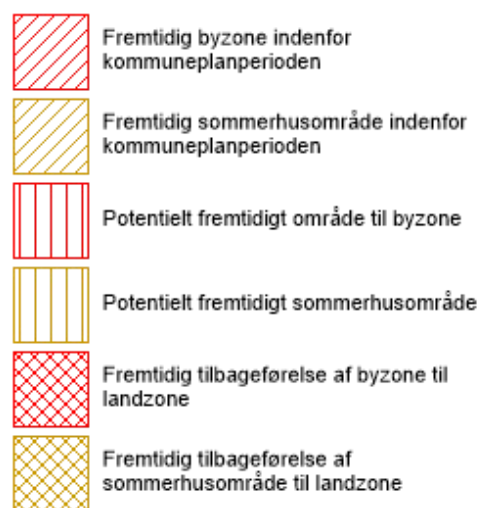 Fremtidig byzone indenfor
kommuneplanperioden
Fremtidig sommerhusområde indenfor
kommuneplanperioden
Potentielt fremtidigt område til byzone
Potentielt fremtidigt sommerhusområde
Fremtidig tilbageførelse af byzone til
landzone
Fremtidig tilbageførelse af
sommerhusområde til landzone